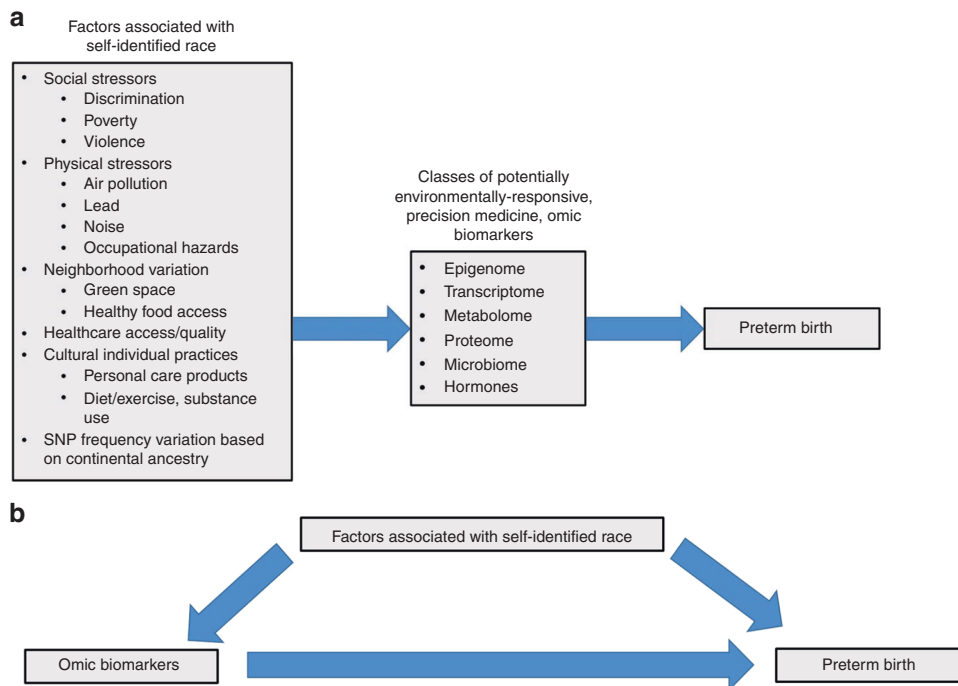 a
Factors associated with
self-identified race
• Social stressors
• Discrimination
• Poverty
• Violence
• Physical stressors
• Air pollution
• Lead
• Noise
• Occupational hazards
• Neighborhood variation
• Green space
• Healthy food access
• Healthcare access/quality
• Cultural individual practices
• Personal care products
• Diet/exercise, substance
use
• SNP frequency variation based
on continental ancestry
Classes of potentially
environmentally-responsive,
precision medicine, omic
biomarkers
• Epigenome
• Transcriptome
• Metabolome
• Proteome
• Microbiome
• Hormones
Preterm birth
b
Factors associated with self-identified race
Omic biomarkers
Preterm birth